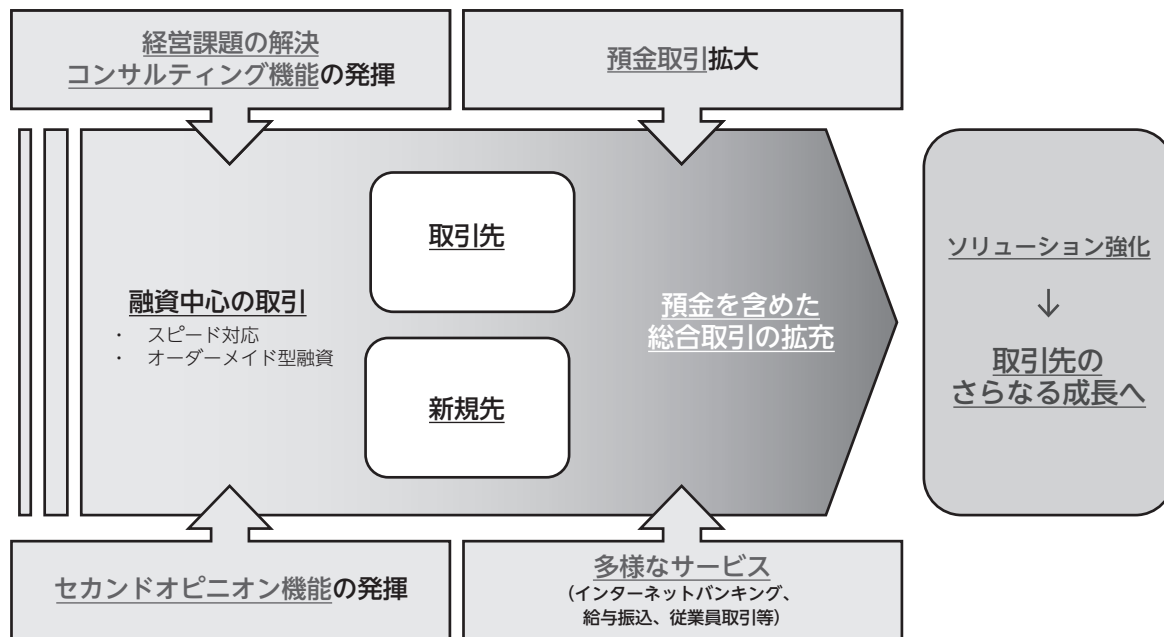 経営課題の解決
コンサルティング機能の発揮
預金取引拡大
融資中心の取引
・ スピード対応
・ オーダーメイド型融資
取引先
新規先
預金を含めた
総合取引の拡充
ソリューション強化
↓
取引先の
さらなる成長へ
セカンドオピニオン機能の発揮
多様なサービス
(インターネットバンキング、
給与振込、従業員取引等)